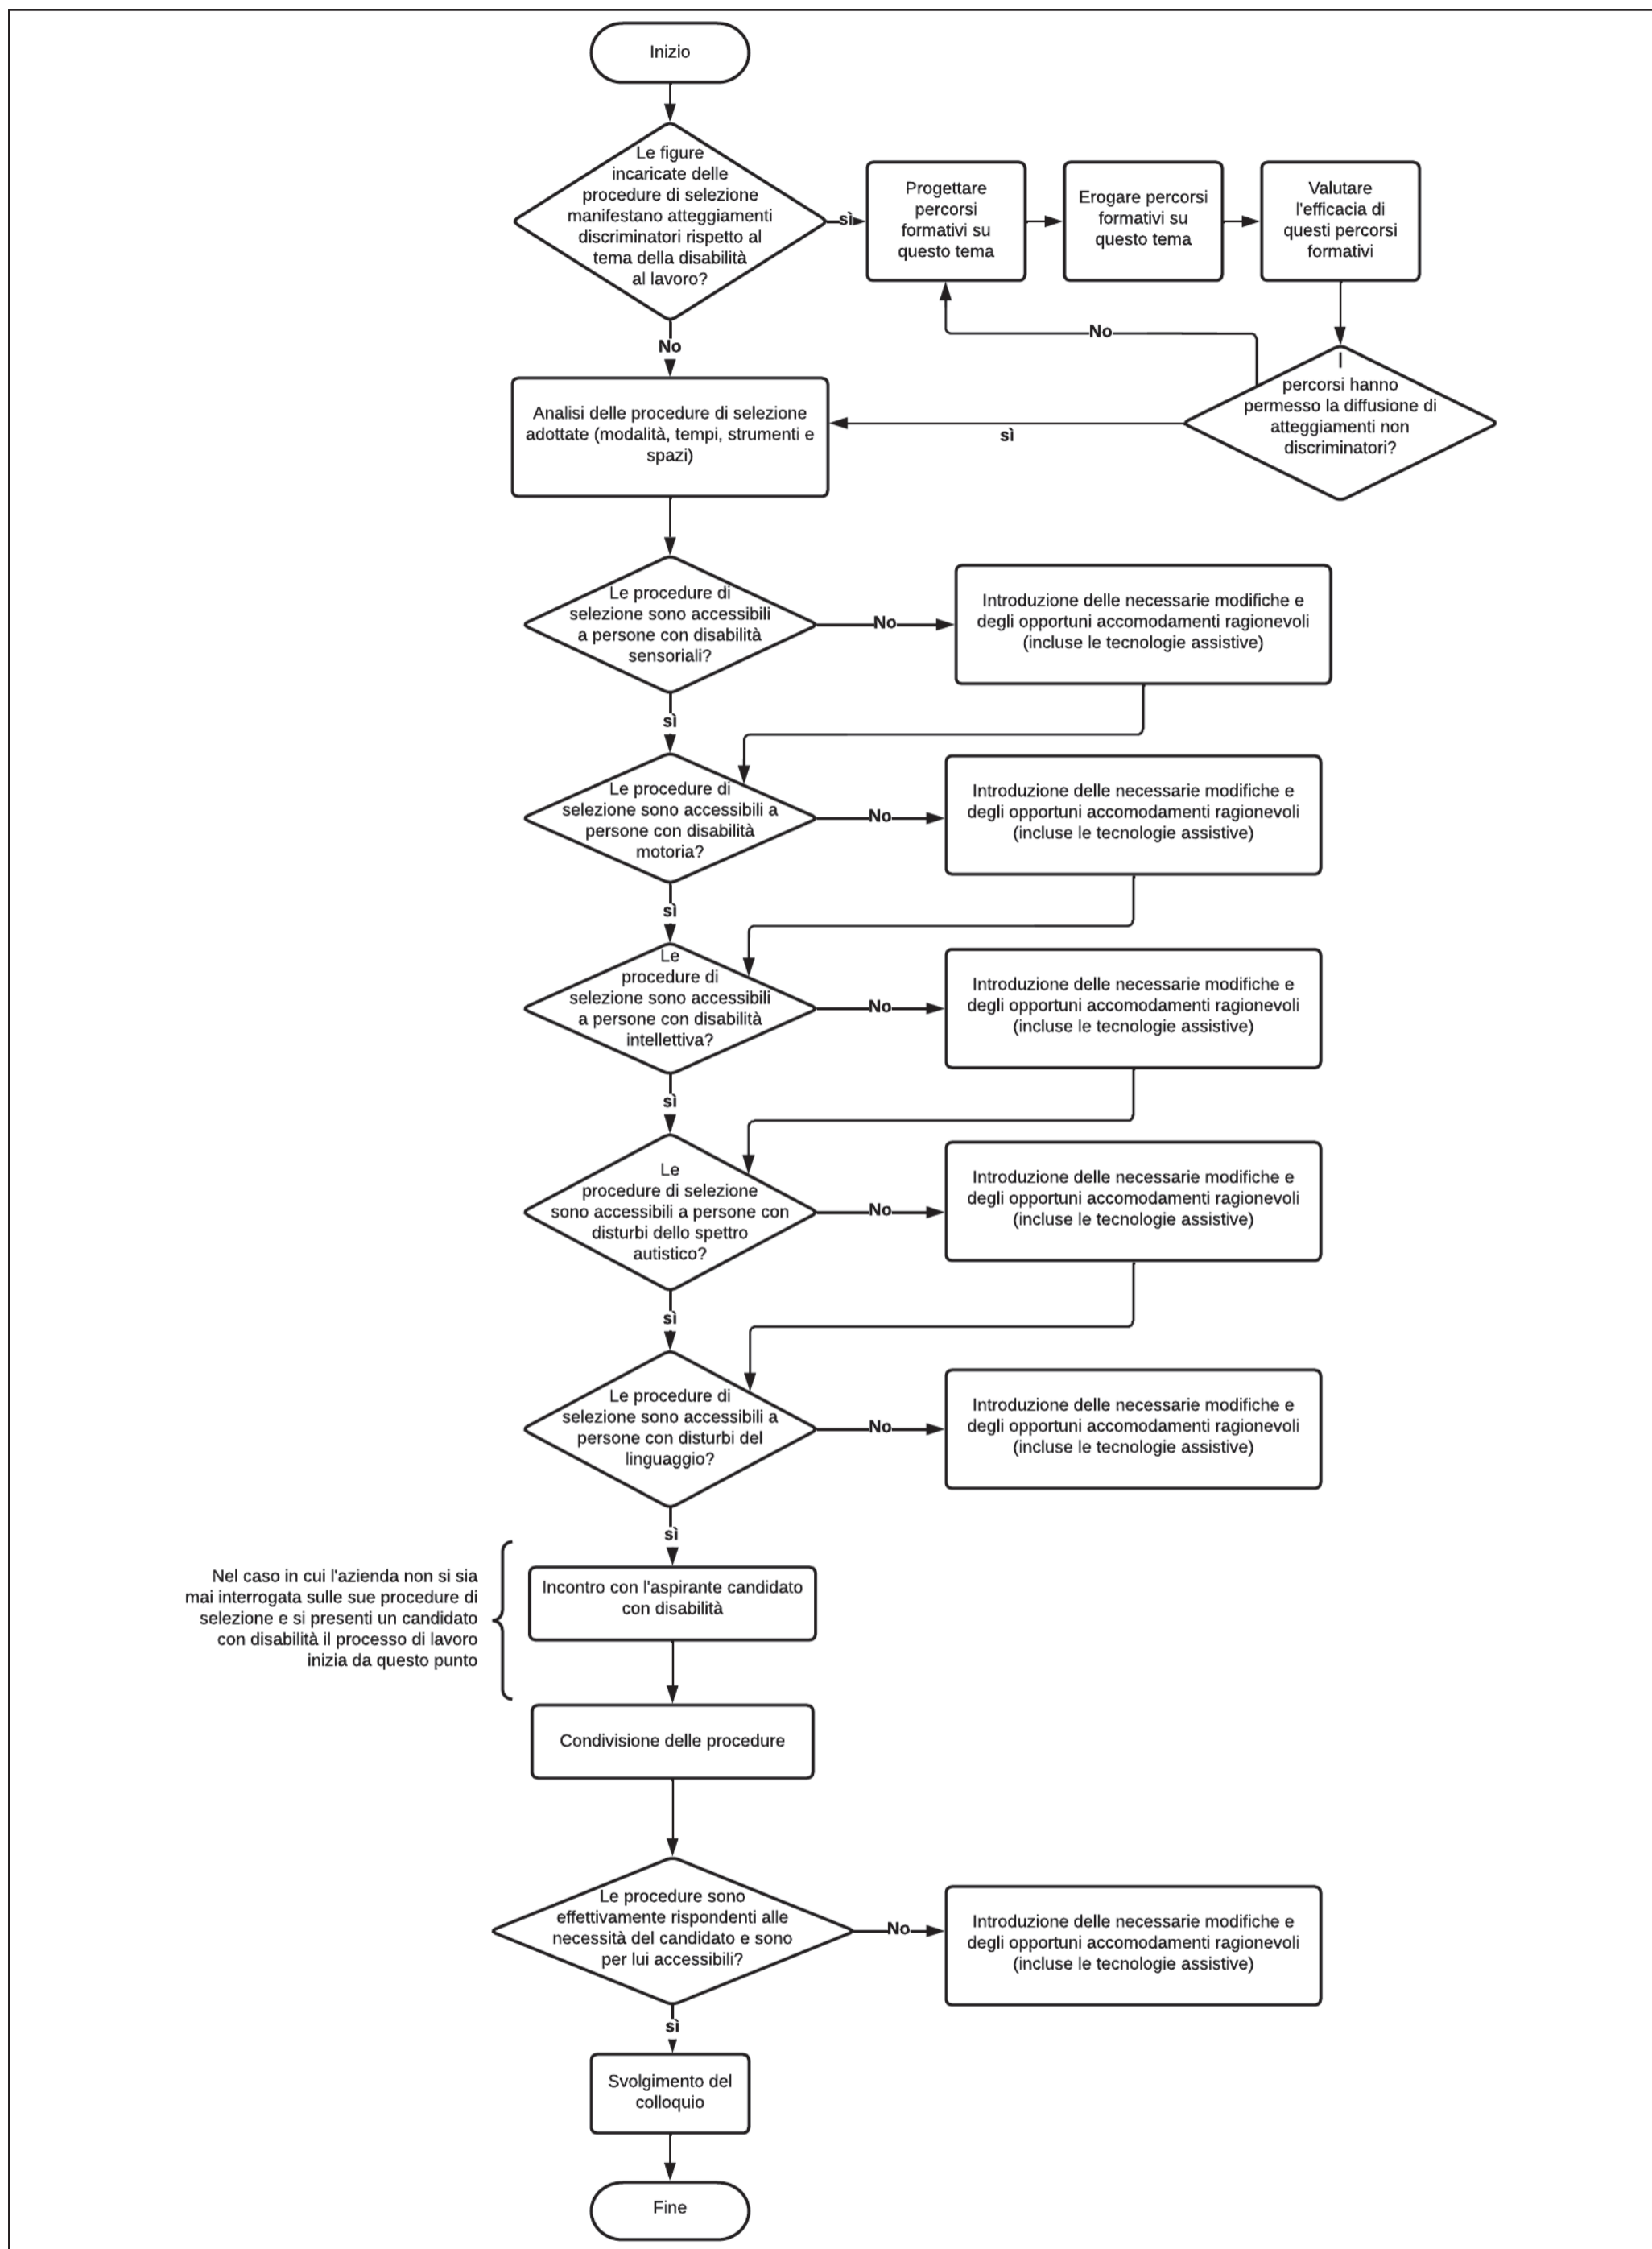 Inizio
Le figure
incaricate delle
procedure di selezione
manifestano atteggiamenti
discriminatori rispetto al
tema della disabilità
al lavoro?
sì
Progettare
percorsi
formativi su
questo tema
Erogare percorsi
formativi su
questo tema
Valutare
l'efficacia di
questi percorsi
formativi
No
No
I
percorsi hanno
permesso la diffusione di
atteggiamenti non
discriminatori?
sì
Analisi delle procedure di selezione
adottate (modalità, tempi, strumenti e
spazi)
Le procedure di
selezione sono accessibili
a persone con disabilità
sensoriali?
No
Introduzione delle necessarie modifiche e
degli opportuni accomodamenti ragionevoli
(incluse le tecnologie assistive)
sì
Le procedure di
selezione sono accessibili a
persone con disabilità
motoria?
No
Introduzione delle necessarie modifiche e
degli opportuni accomodamenti ragionevoli
(incluse le tecnologie assistive)
sì
Le
procedure di
selezione sono accessibili
a persone con disabilità
intellettiva?
No
Introduzione delle necessarie modifiche e
degli opportuni accomodamenti ragionevoli
(incluse le tecnologie assistive)
sì
Le
procedure di selezione
sono accessibili a persone con
disturbi dello spettro
autistico?
No
Introduzione delle necessarie modifiche e
degli opportuni accomodamenti ragionevoli
(incluse le tecnologie assistive)
sì
Le procedure di
selezione sono accessibili a
persone con disturbi del
linguaggio?
No
Introduzione delle necessarie modifiche e
degli opportuni accomodamenti ragionevoli
(incluse le tecnologie assistive)
sì
Nel caso in cui l'azienda non si sia
mai interrogata sulle sue procedure di
selezione e si presenti un candidato
con disabilità il processo di lavoro
inizia da questo punto
Incontro con l'aspirante candidato
con disabilità
Condivisione delle procedure
Le procedure sono
effettivamente rispondenti alle
necessità del candidato e sono
per lui accessibili?
No
Introduzione delle necessarie modifiche e
degli opportuni accomodamenti ragionevoli
(incluse le tecnologie assistive)
sì
Svolgimento del
colloquio
Fine